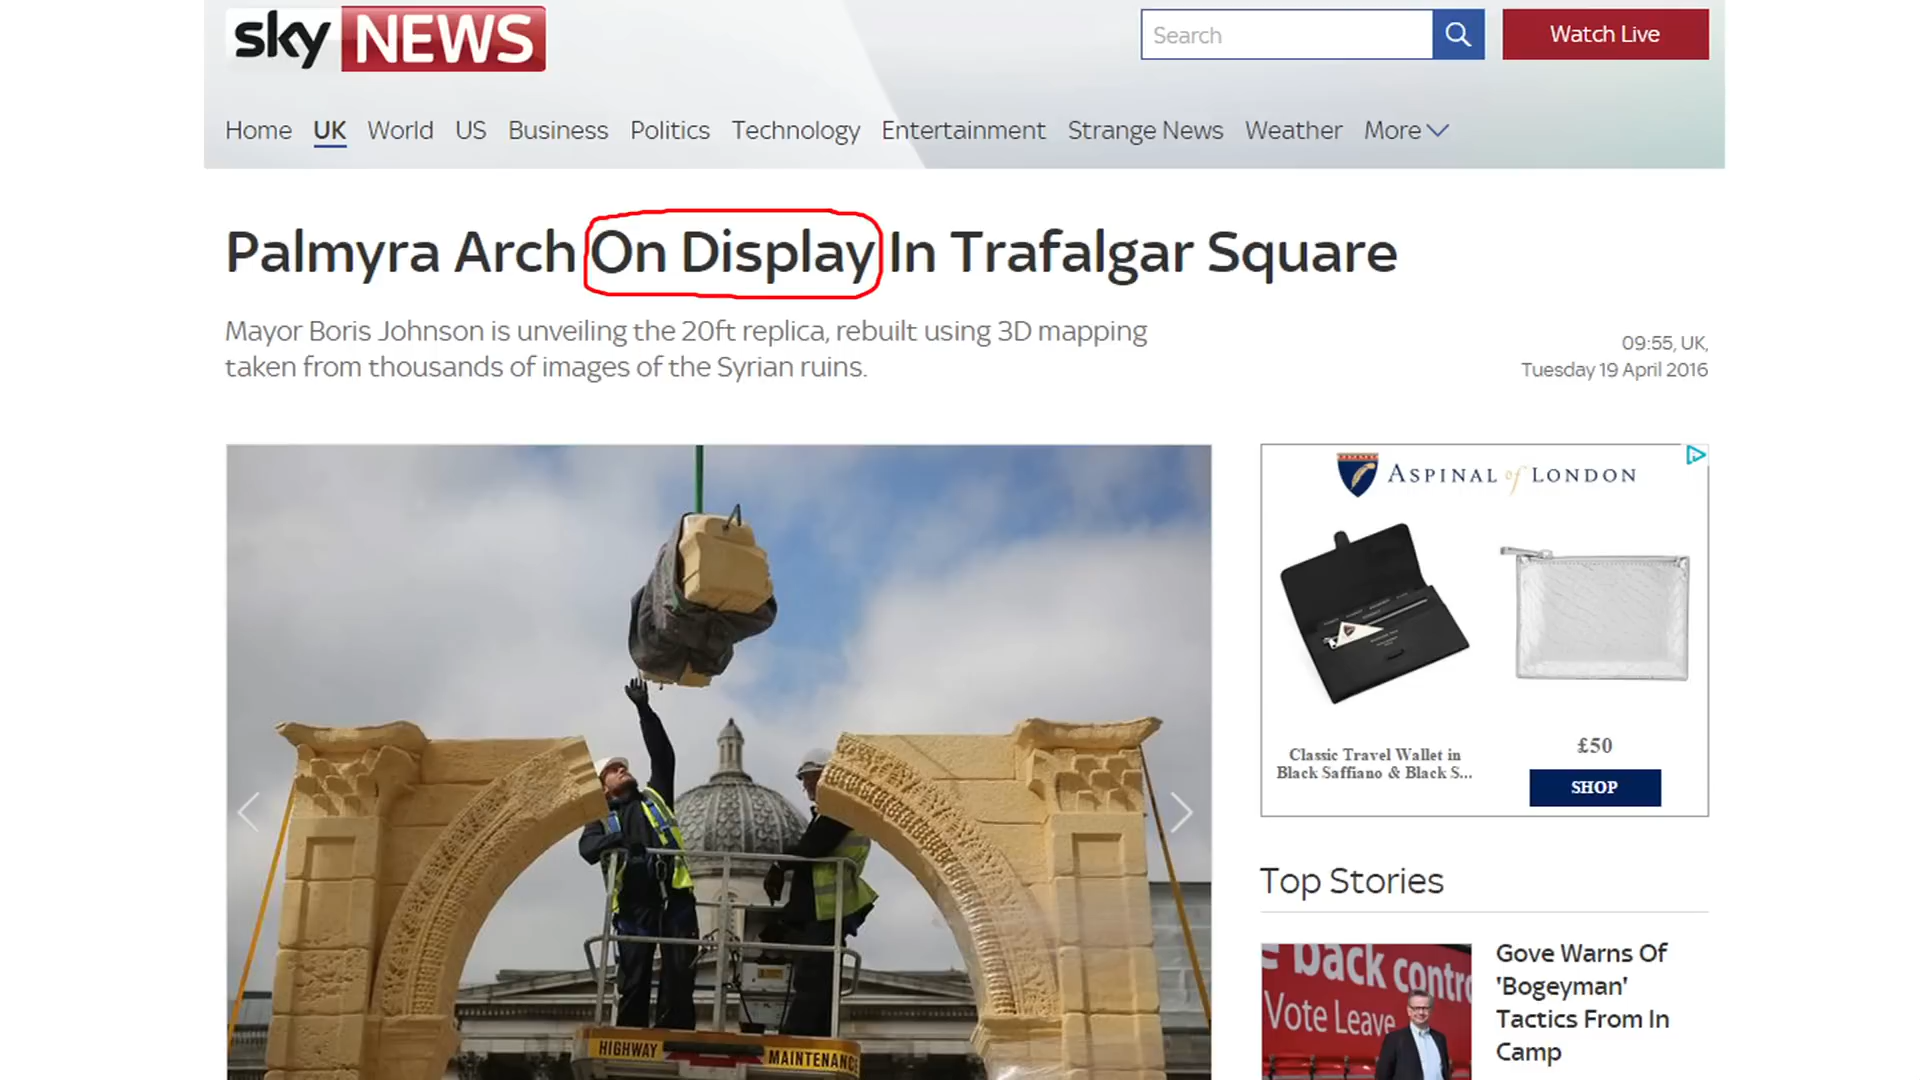 sky NEWS
Search
Watch Live
Home UK World US Business Politics Technology Entertainment Strange News Weather More
Palmyra Arch On Display In Trafalgar Square
Mayor Boris Johnson is unveiling the 20ft replica, rebuilt using 3D mapping
taken from thousands of images of the Syrian ruins.
09:55, UK,
Tuesday 19 April 2016
HIGHWAY MAINTENANCE
ASPINAL of LONDON
Classic Travel Wallet in
Black Saffiano & Black S...
£50
SHOP
Top Stories
e back contro
Vote Leave
Gove Warns Of
'Bogeyman'
Tactics From In
Camp